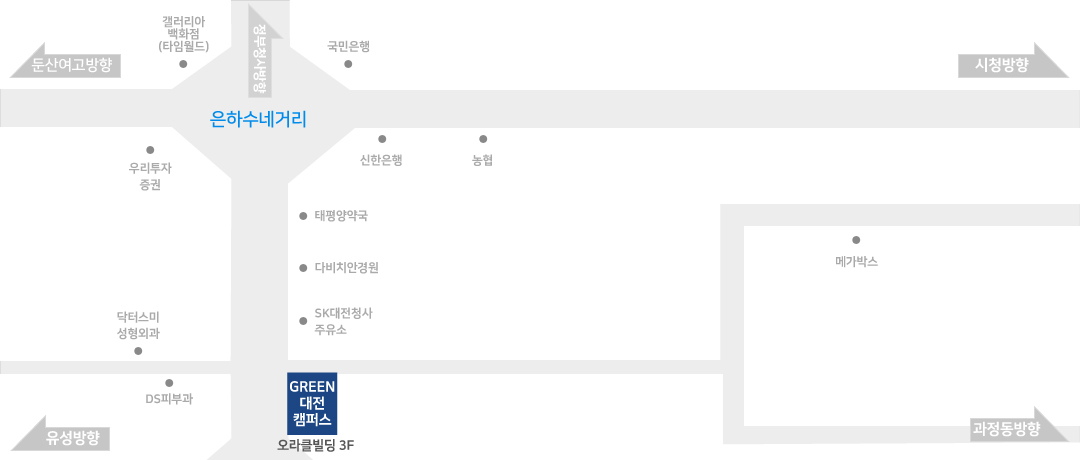 갤러리아
백화점
(타임월드)
정부청사방향
국민은행
둔산여고방향
시청방향
은하수네거리
우리투자
증권
신한은행
농협
태평양약국
다비치안경원
메가박스
SK대전청사
주유소
닥터스미
성형외과
DS피부과
GREEN
대전
캠퍼스
오라클빌딩 3F
유성방향
과정동방향